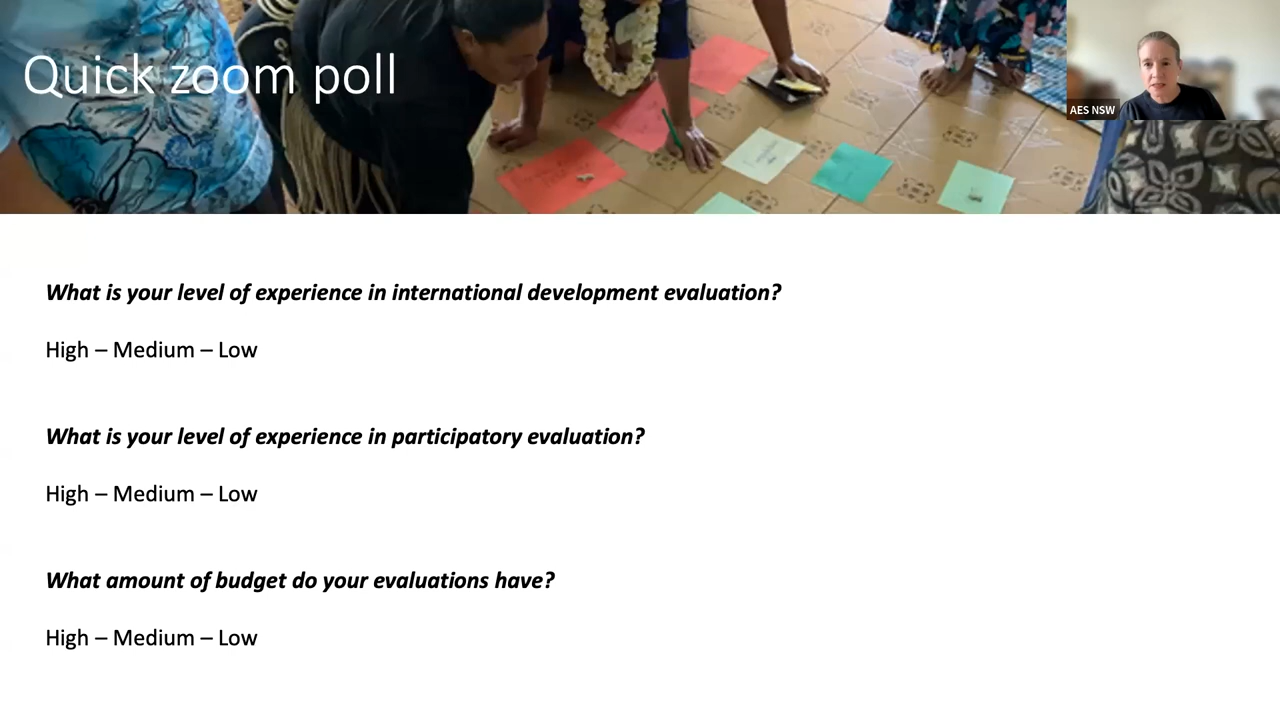 Quick zoom poll
AES NSW
What is your level of experience in international development evaluation?
High – Medium – Low
What is your level of experience in participatory evaluation?
High – Medium – Low
What amount of budget do your evaluations have?
High – Medium – Low